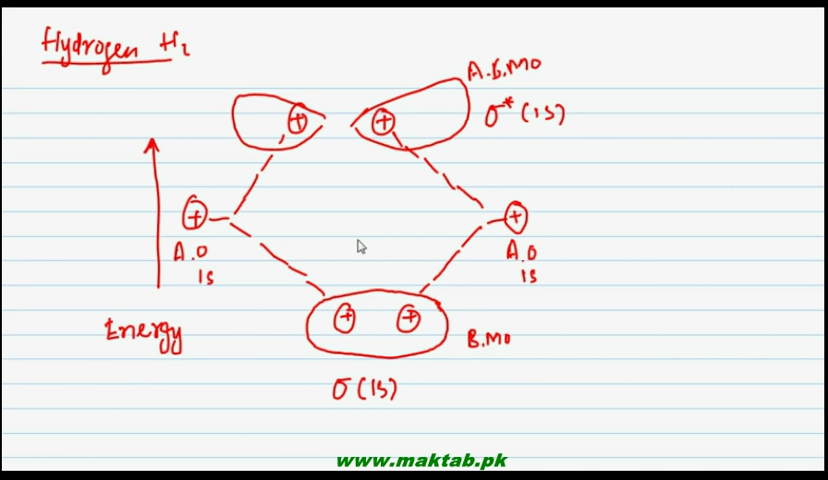 Hydrogen H₂
A.B.MO
σ*(1S)
+ +
+ +
A.O A.O
1S 1S
+ +
Energy
B.MO
σ(1S)
www.maktab.pk